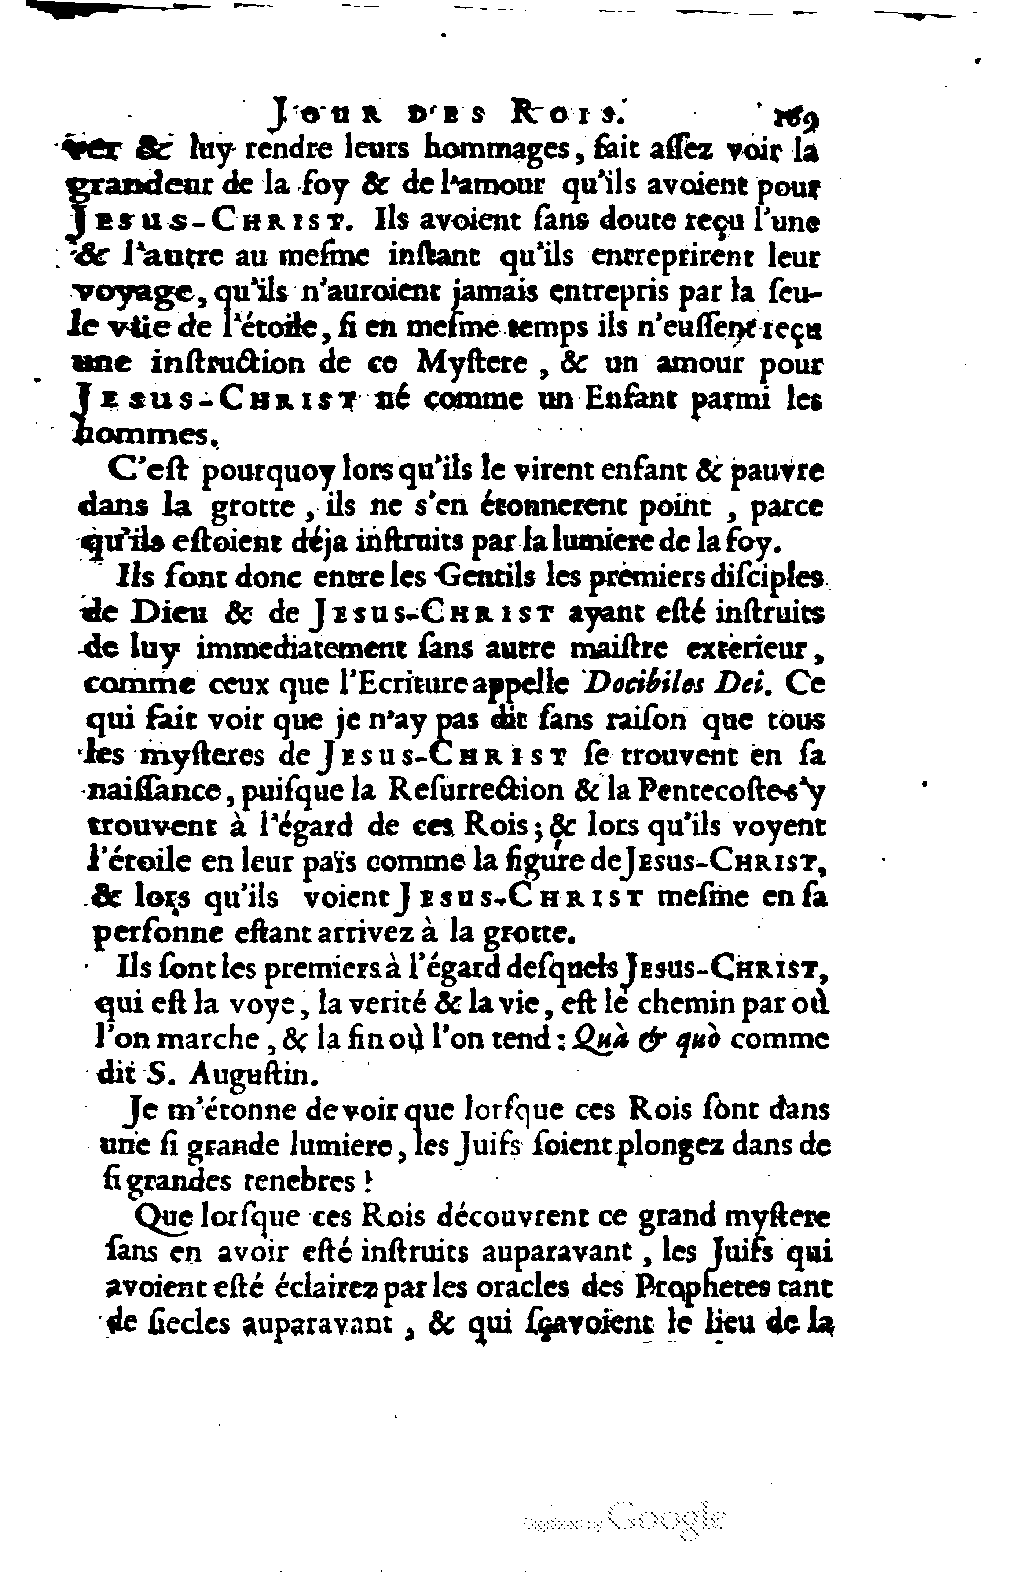 JOUR DES ROIS. 169
ver & luy rendre leurs hommages, fait aſſez voir la
grandeur de la foy & de l'amour qu'ils avoient pour
JESUS-CHRIST. Ils avoient ſans doute reçu l'une
& l'autre au meſme inſtant qu'ils entreprirent leur
voyage, qu'ils n'auroient jamais entrepris par la ſeu-
le vüe de l'étoile, ſi en meſme temps ils n'euſſent reçu
une inſtruction de ce Myſtere, & un amour pour
JESUS-CHRIST né comme un Enfant parmi les
hommes.
C'eſt pourquoy lors qu'ils le virent enfant & pauvre
dans la grotte, ils ne s'en étonnerent point, parce
qu'ils eſtoient déja inſtruits par la lumiere de la foy.
Ils ſont donc entre les Gentils les premiers diſciples
de Dieu & de JESUS-CHRIST ayant eſté inſtruits
de luy immediatement ſans autre maiſtre exterieur,
comme ceux que l'Ecriture appelle Docibiles Dei. Ce
qui fait voir que je n'ay pas dit ſans raiſon que tous
les myſteres de JESUS-CHRIST ſe trouvent en ſa
naiſſance, puiſque la Reſurrection & la Pentecoſte s'y
trouvent à l'égard de ces Rois; & lors qu'ils voyent
l'étoile en leur païs comme la figure de JESUS-CHRIST,
& lors qu'ils voient JESUS-CHRIST meſme en ſa
perſonne eſtant arrivez à la grotte.
Ils ſont les premiers à l'égard deſquels JESUS-CHRIST,
qui eſt la voye, la verité & la vie, eſt le chemin par où
l'on marche, & la fin où l'on tend: Quà & quò comme
dit S. Auguſtin.
Je m'étonne de voir que lorſque ces Rois ſont dans
une ſi grande lumiere, les Juifs ſoient plongez dans de
ſi grandes tenebres!
Que lorſque ces Rois découvrent ce grand myſtere
ſans en avoir eſté inſtruits auparavant, les Juifs qui
avoient eſté éclairez par les oracles des Prophetes tant
de ſiecles auparavant, & qui ſçavoient le lieu de la
Digitized by Google